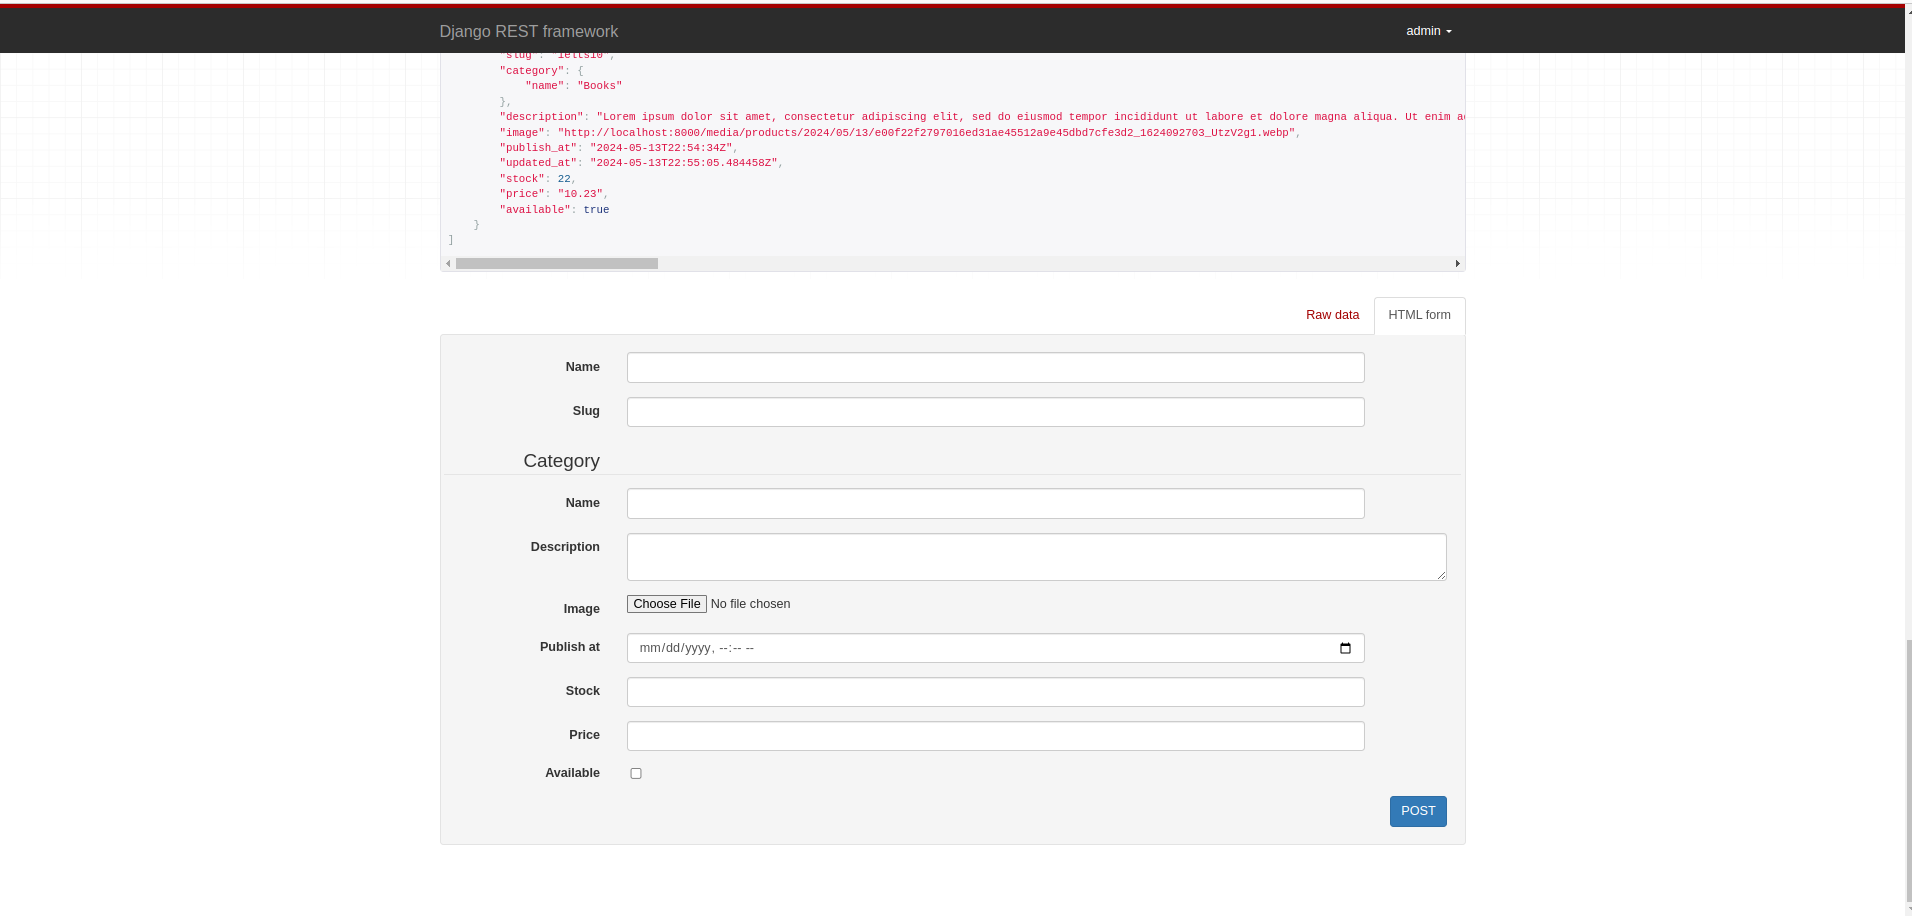 Django REST framework
admin
"slug": "ielts10",
"category": {
"name": "Books"
},
"description": "Lorem ipsum dolor sit amet, consectetur adipiscing elit, sed do eiusmod tempor incididunt ut labore et dolore magna aliqua. Ut enim
"image": "http://localhost:8000/media/products/2024/05/13/e00f22f2797016ed31ae45512a9e45dbd7cfe3d2_1624092703_UtzV2g1.webp",
"publish_at": "2024-05-13T22:54:34Z",
"updated_at": "2024-05-13T22:55:05.484458Z",
"stock": 22,
"price": "10.23",
"available": true
}
]
Raw data
HTML form
Name
Slug
Category
Name
Description
Image Choose File No file chosen
Publish at mm/dd/yyyy, --:-- --
Stock
Price
Available
POST